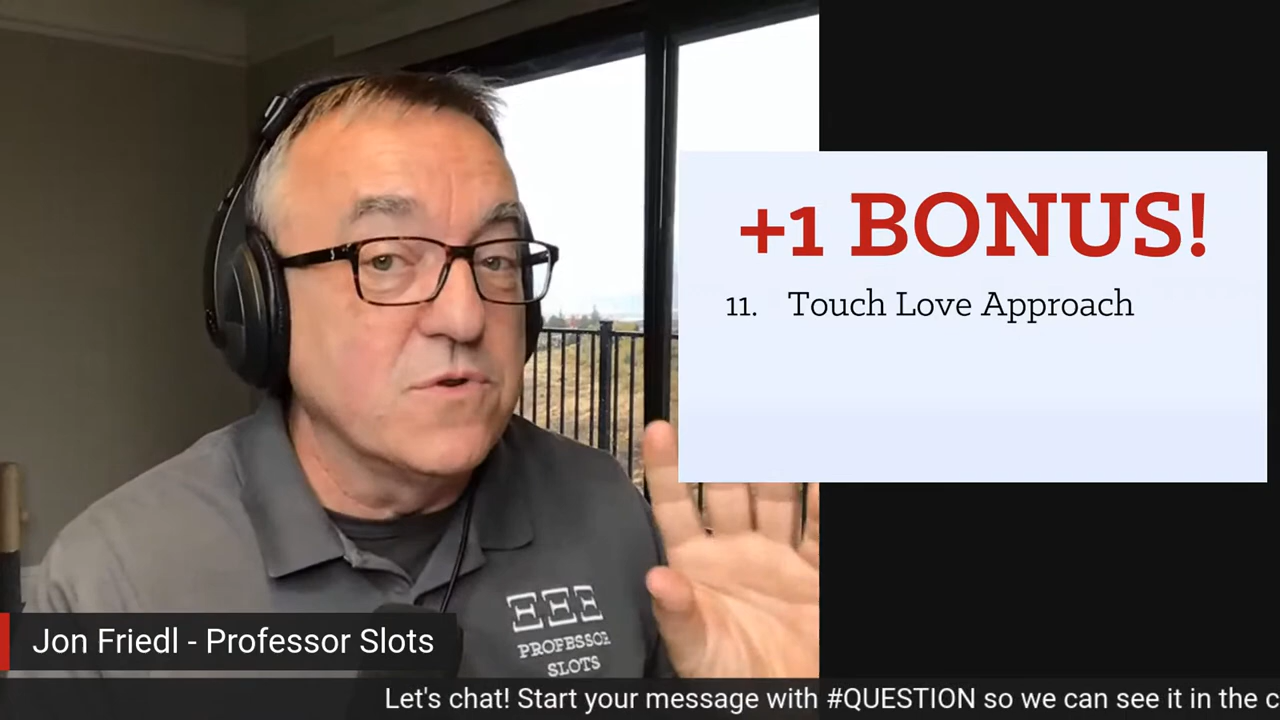 +1 BONUS!
11. Touch Love Approach
PROFESSOR
SLOTS
Jon Friedl - Professor Slots
Let's chat! Start your message with #QUESTION so we can see it in the c